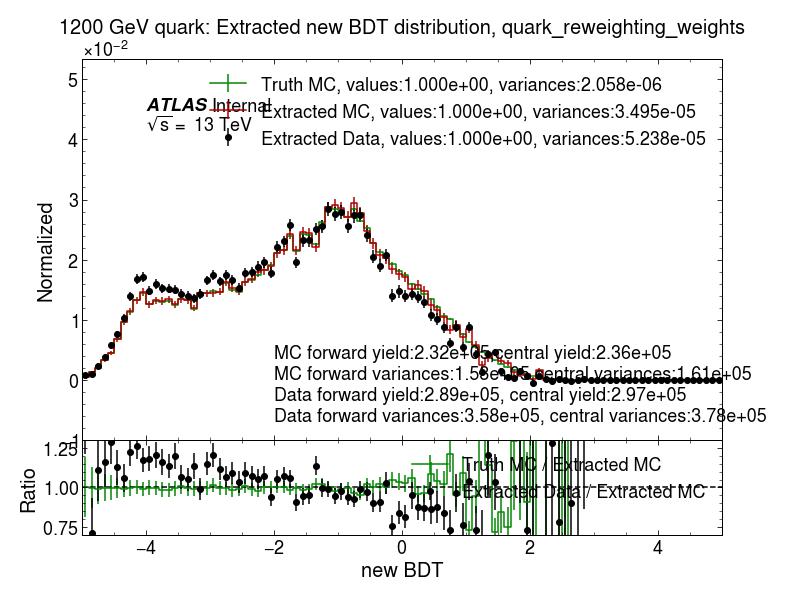 1200 GeV quark: Extracted new BDT distribution, quark_reweighting_weights
×10⁻²
Truth MC, values:1.000e+00, variances:2.058e-06
ATLAS Internal
Extracted MC, values:1.000e+00, variances:3.495e-05
√s = 13 TeV
Extracted Data, values:1.000e+00, variances:5.238e-05
5
4
3
2
1
0
Normalized
MC forward yield:2.32e+05, central yield:2.36e+05
MC forward variances:1.58e+05, central variances:1.61e+05
Data forward yield:2.89e+05, central yield:2.97e+05
Data forward variances:3.58e+05, central variances:3.78e+05
1.25
1.00
0.75
Ratio
Truth MC / Extracted MC
Extracted Data / Extracted MC
−4 −2 0 2 4
new BDT